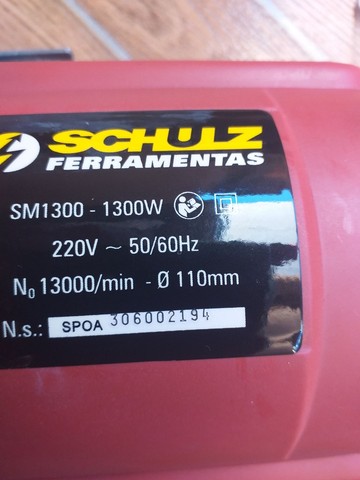 SCHULZ
FERRAMENTAS
SM1300 - 1300W
220V ~ 50/60Hz
N₀ 13000/min - Ø 110mm
N.s.: SPOA 306002194